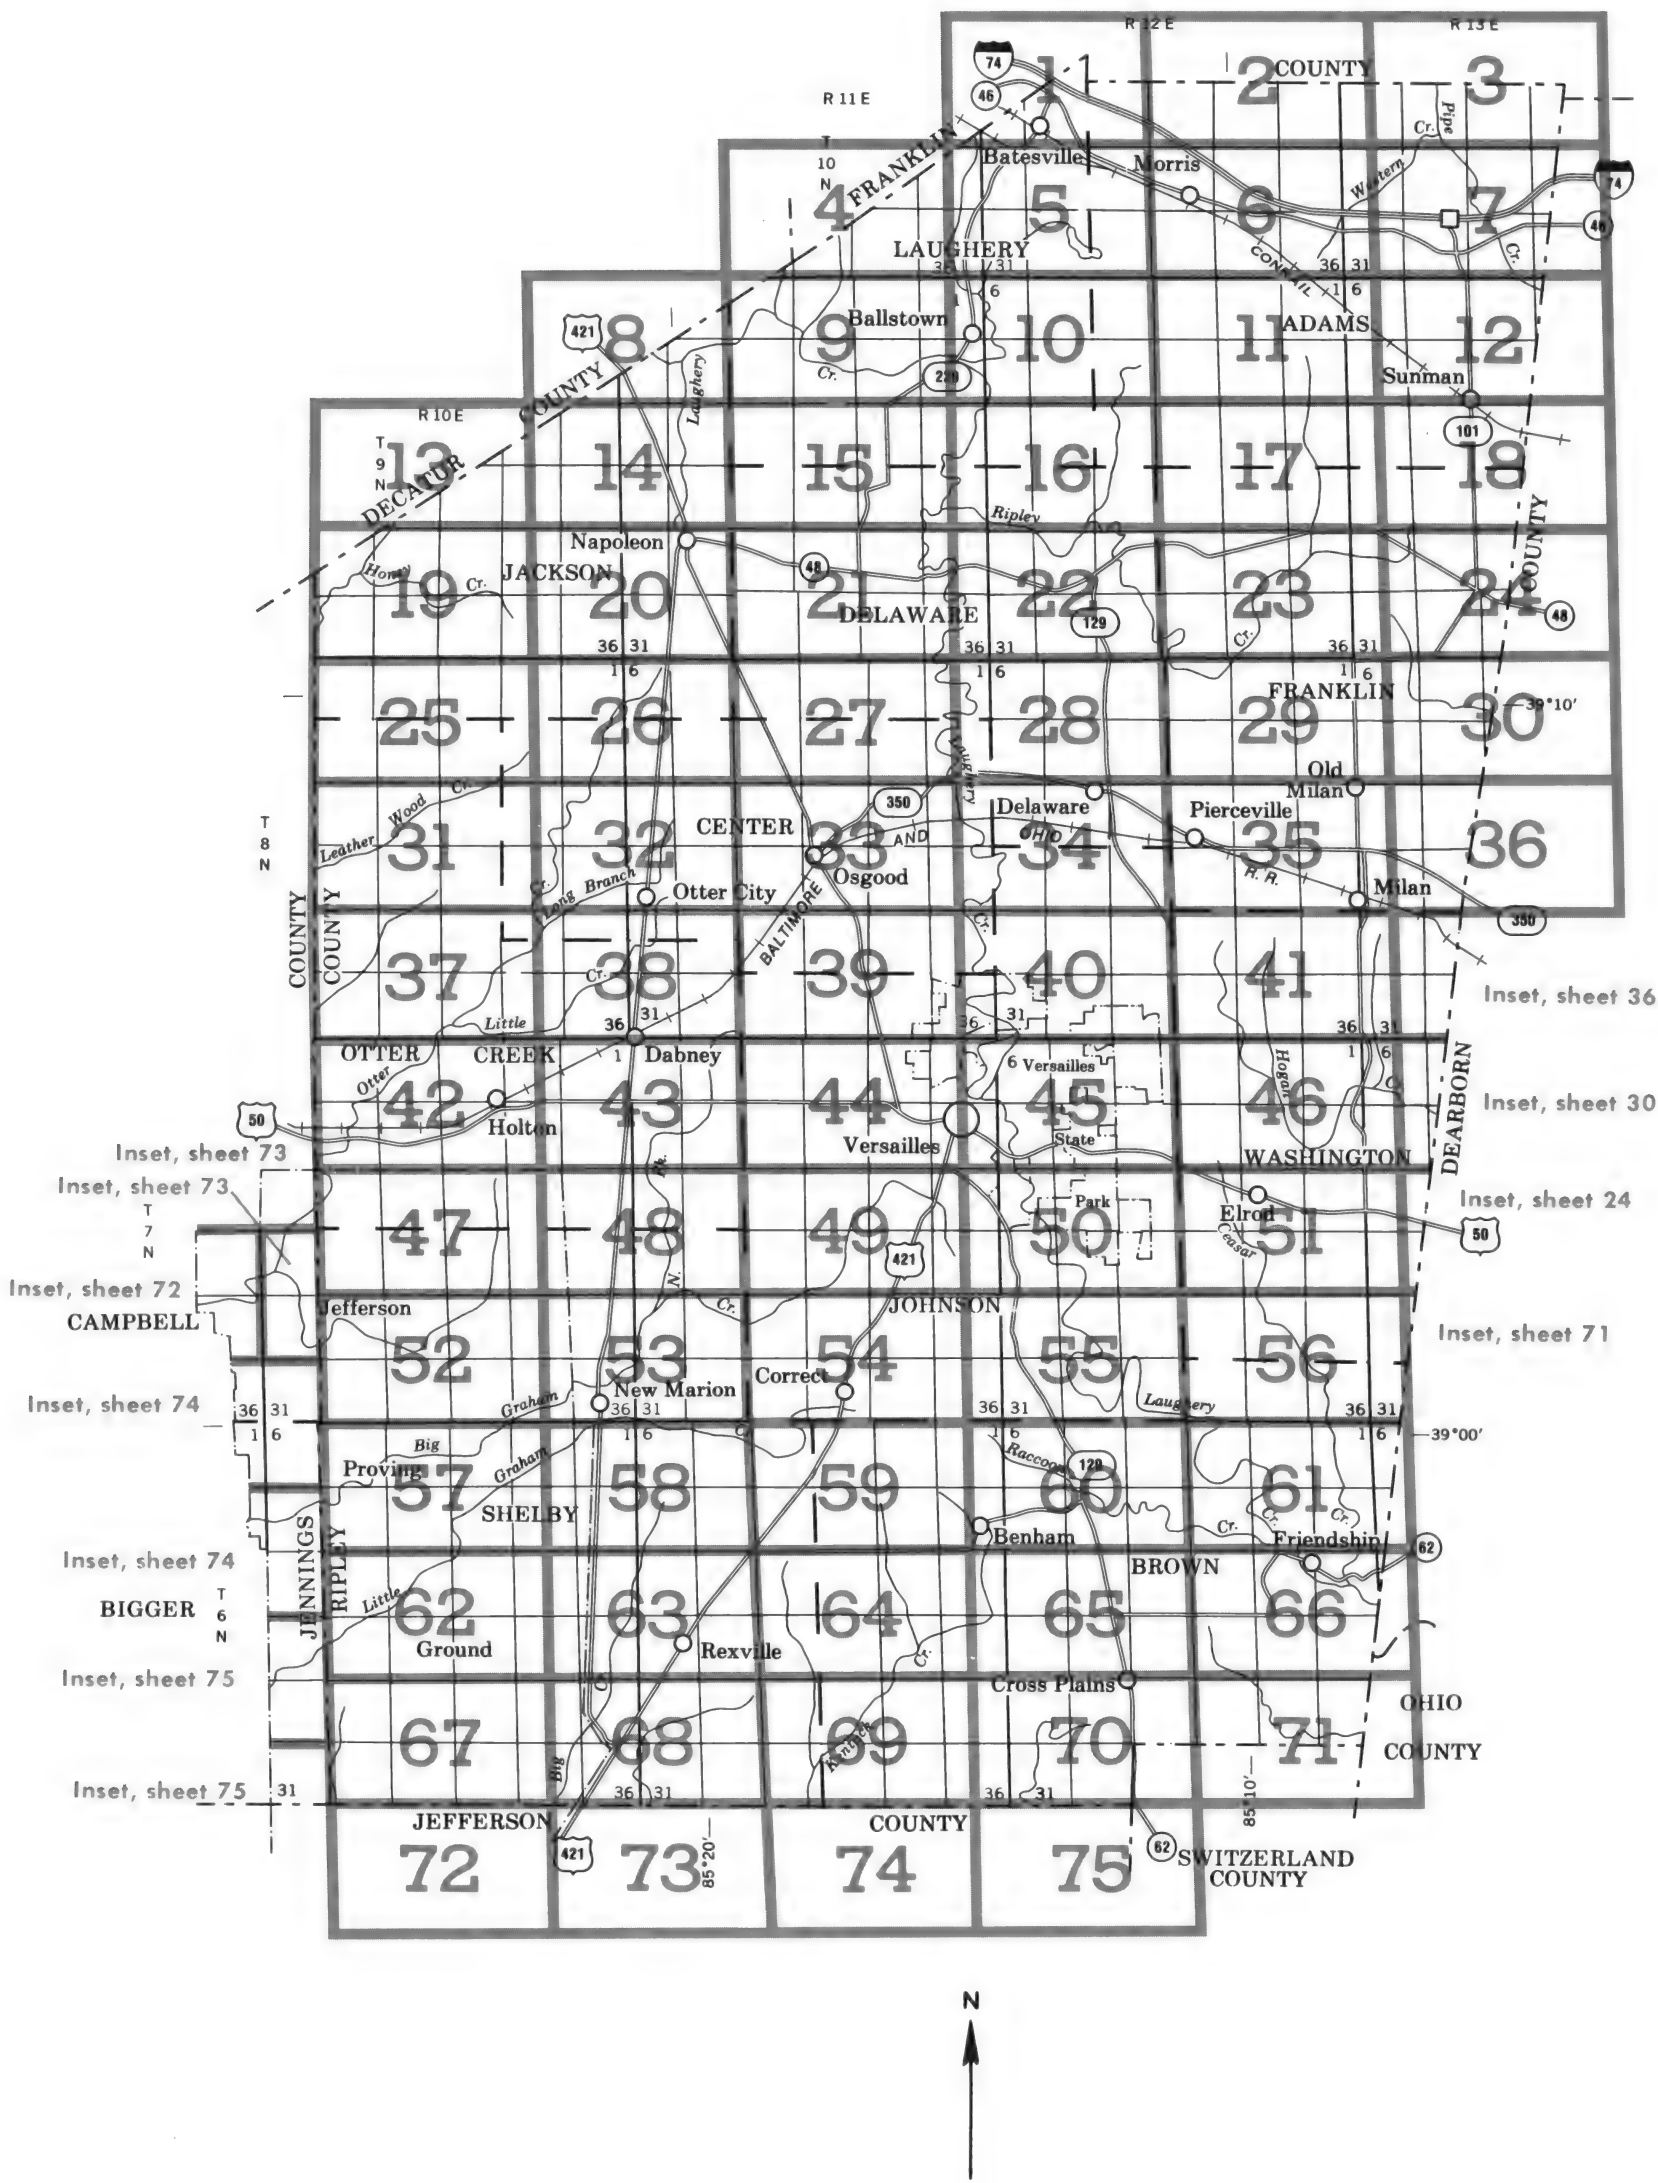 R 12 E
R 13 E
74
1
2
COUNTY
3
46
R 11 E
Pipe
Cr.
T
10
N
FRANKLIN
Batesville
Morris
Western
74
4
5
6
7
46
LAUGHERY
CONRAIL
Cr.
36 31
36 31
6
1 6
421
8
Ballstown
9
10
11
ADAMS
12
Cr.
229
Sunman
COUNTY
Laughery
R 10 E
101
T
9
N
13
14
15
16
17
18
DECATUR
Ripley
COUNTY
Napoleon
48
Honey
Cr.
JACKSON
19
20
21
22
23
24
DELAWARE
129
48
Cr.
36 31
36 31
36 31
1 6
1 6
1 6
FRANKLIN
25
26
27
28
29
30
39°10'
Laughery
Old
Milan
350
Delaware
Pierceville
T
8
N
Leather
Wood
Cr.
CENTER
AND
OHIO
31
32
33
34
35
36
Osgood
R. R.
Cr.
Long Branch
Otter City
Milan
BALTIMORE
350
COUNTY
COUNTY
Cr.
37
38
39
40
41
Cr.
Inset, sheet 36
Little
36 31
36 31
36 31
OTTER
CREEK
1
Dabney
6
Versailles
1 6
Otter
Hogan
Cr.
DEARBORN
42
43
44
45
46
Inset, sheet 30
50
Holton
Versailles
State
WASHINGTON
Inset, sheet 73
Fk.
Inset, sheet 73
Park
Elrod
Inset, sheet 24
T
7
N
47
48
49
50
51
Ceasar
50
421
N.
Inset, sheet 72
CAMPBELL
Jefferson
Cr.
JOHNSON
Inset, sheet 71
52
53
54
55
56
Correct
New Marion
Graham
Laughery
Inset, sheet 74
36 31
36 31
36 31
36 31
1 6
1 6
1 6
1 6
39°00'
Big
Cr.
Raccoon
129
Proving
Graham
57
58
59
60
61
SHELBY
Cr.
Cr.
Cr.
JENNINGS
RIPLEY
Benham
Friendship
Inset, sheet 74
BROWN
62
BIGGER
T
6
N
Little
62
63
64
65
66
Ground
Rexville
Cr.
Inset, sheet 75
Cr.
Cross Plains
OHIO
67
68
69
70
71
COUNTY
Kentuck
Big
Inset, sheet 75
31
36 31
36 31
85°10'
JEFFERSON
COUNTY
421
62
SWITZERLAND
COUNTY
72
73
85°20'
74
75
N